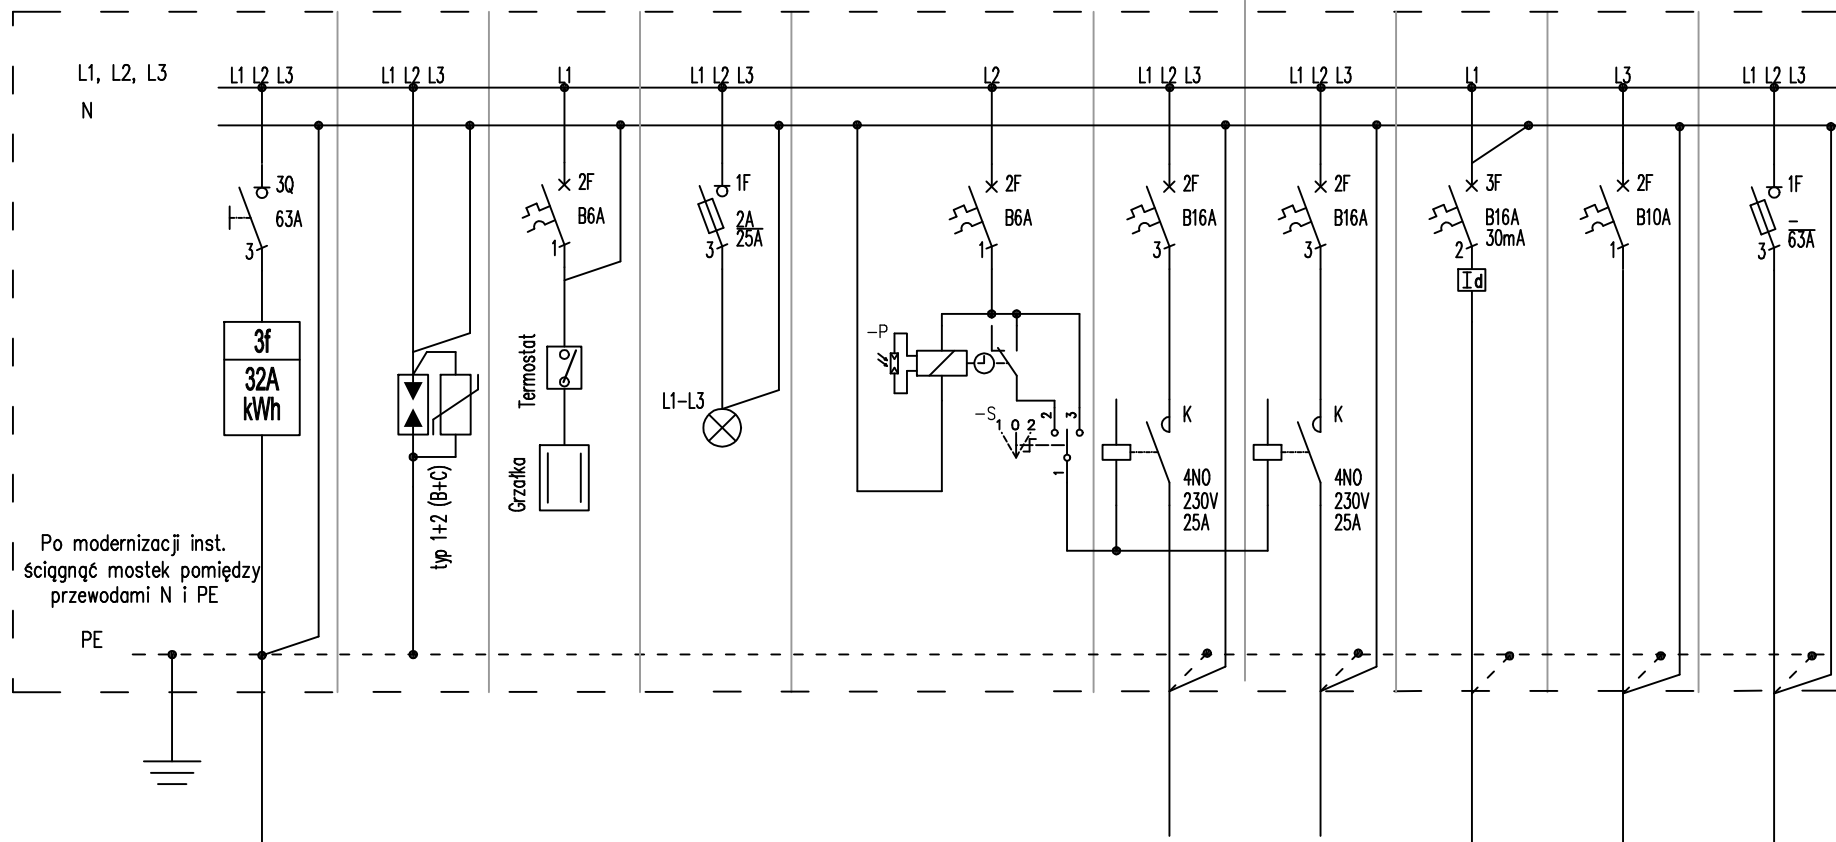 L1, L2, L3
N
L1 L2 L3
L1 L2 L3
L1
L1 L2 L3
L2
L1 L2 L3
L1 L2 L3
L1
L3
L1 L2 L3
3Q
63A
3
3f
32A
kWh
typ 1+2 (B+C)
2F
B6A
1
Termostat
Grzałka
1F
2A
25A
3
L1-L3
2F
B6A
1
-P
-S
1 0 2
2
3
1
2F
B16A
3
K
4NO
230V
25A
2F
B16A
3
K
4NO
230V
25A
3F
B16A
30mA
2
Id
2F
B10A
1
1F
-
63A
3
Po modernizacji inst.
ściągnąć mostek pomiędzy
przewodami N i PE
PE